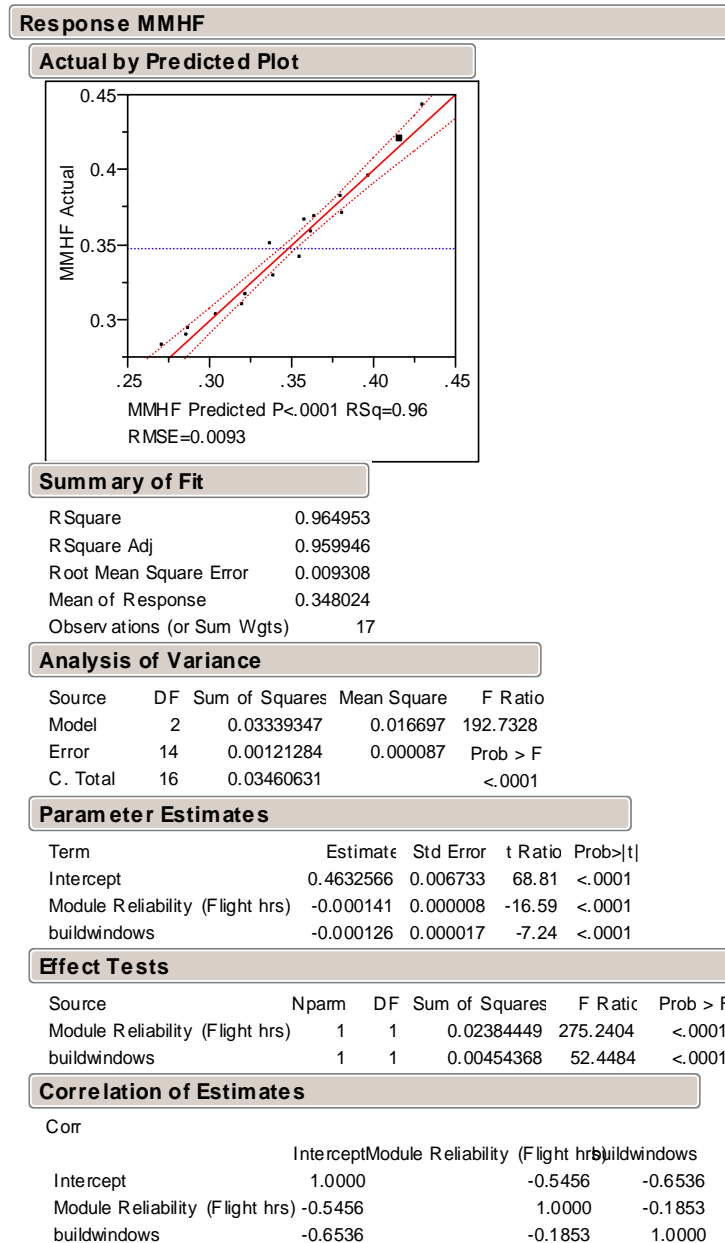 Response MMHF
Actual by Predicted Plot
0.45
0.4
0.35
0.3
MMHF Actual
.25 .30 .35 .40 .45
MMHF Predicted P<.0001 RSq=0.96
RMSE=0.0093
Summary of Fit
RSquare 0.964953
RSquare Adj 0.959946
Root Mean Square Error 0.009308
Mean of Response 0.348024
Observations (or Sum Wgts) 17
Analysis of Variance
Source DF Sum of Squares Mean Square F Ratio
Model 2 0.03339347 0.016697 192.7328
Error 14 0.00121284 0.000087 Prob > F
C. Total 16 0.03460631 <.0001
Parameter Estimates
Term Estimate Std Error t Ratio Prob>|t|
Intercept 0.4632566 0.006733 68.81 <.0001
Module Reliability (Flight hrs) -0.000141 0.000008 -16.59 <.0001
buildwindows -0.000126 0.000017 -7.24 <.0001
Effect Tests
Source Nparm DF Sum of Squares F Ratio Prob > F
Module Reliability (Flight hrs) 1 1 0.02384449 275.2404 <.0001
buildwindows 1 1 0.00454368 52.4484 <.0001
Correlation of Estimates
Corr
Intercept Module Reliability (Flight hrs) buildwindows
Intercept 1.0000 -0.5456 -0.6536
Module Reliability (Flight hrs) -0.5456 1.0000 -0.1853
buildwindows -0.6536 -0.1853 1.0000